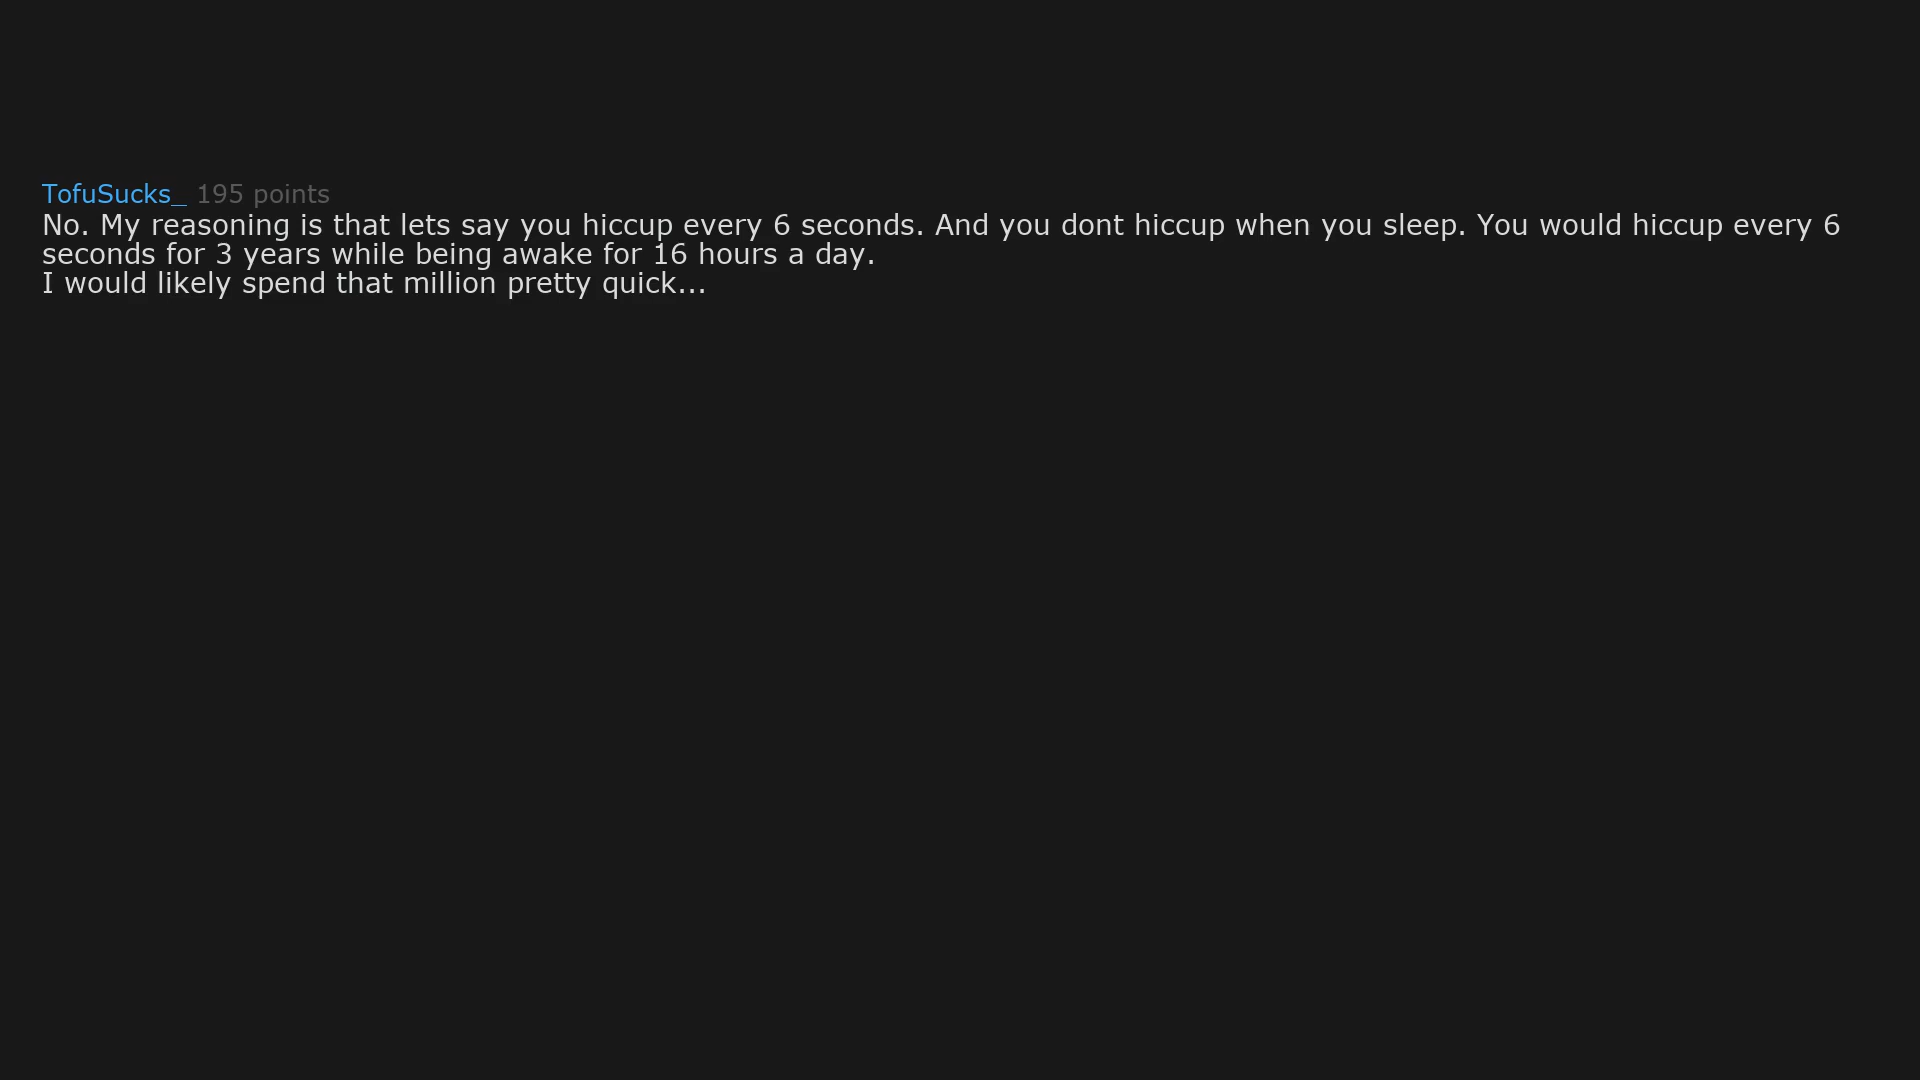 TofuSucks_ 195 points
No. My reasoning is that lets say you hiccup every 6 seconds. And you dont hiccup when you sleep. You would hiccup every 6
seconds for 3 years while being awake for 16 hours a day.
I would likely spend that million pretty quick...